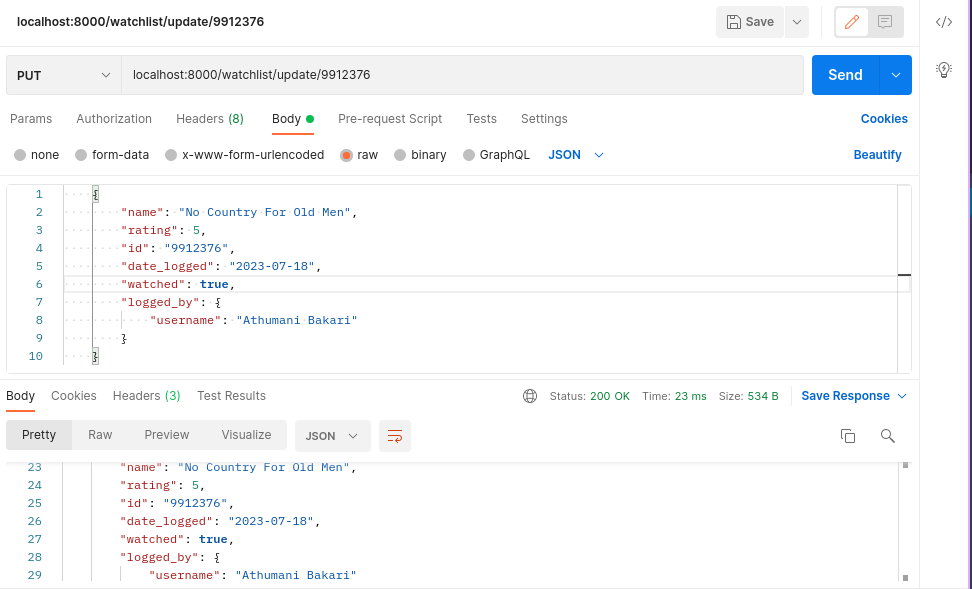 localhost:8000/watchlist/update/9912376
Save
PUT
localhost:8000/watchlist/update/9912376
Send
Params Authorization Headers (8) Body Pre-request Script Tests Settings Cookies
none form-data x-www-form-urlencoded raw binary GraphQL JSON Beautify
1 {
2 "name": "No Country For Old Men",
3 "rating": 5,
4 "id": "9912376",
5 "date_logged": "2023-07-18",
6 "watched": true,
7 "logged_by": {
8 "username": "Athumani Bakari"
9 }
10 }
Body Cookies Headers (3) Test Results Status: 200 OK Time: 23 ms Size: 534 B Save Response
Pretty Raw Preview Visualize JSON
23 "name": "No Country For Old Men",
24 "rating": 5,
25 "id": "9912376",
26 "date_logged": "2023-07-18",
27 "watched": true,
28 "logged_by": {
29 "username": "Athumani Bakari"